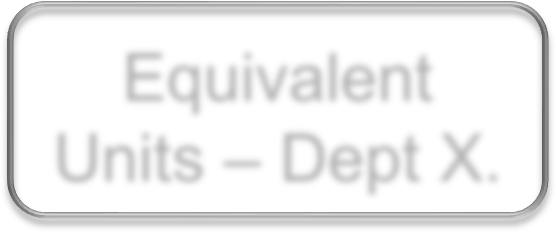 Equivalent
Units – Dept X.